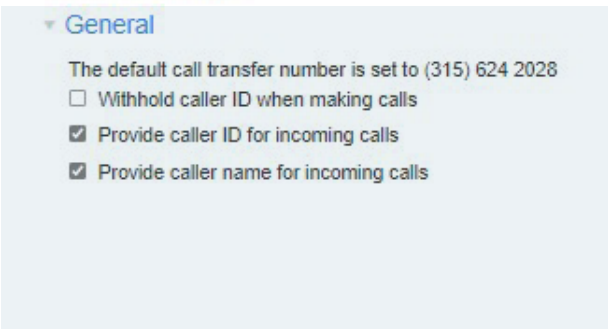 General
The default call transfer number is set to (315) 624 2028
Withhold caller ID when making calls
Provide caller ID for incoming calls
Provide caller name for incoming calls